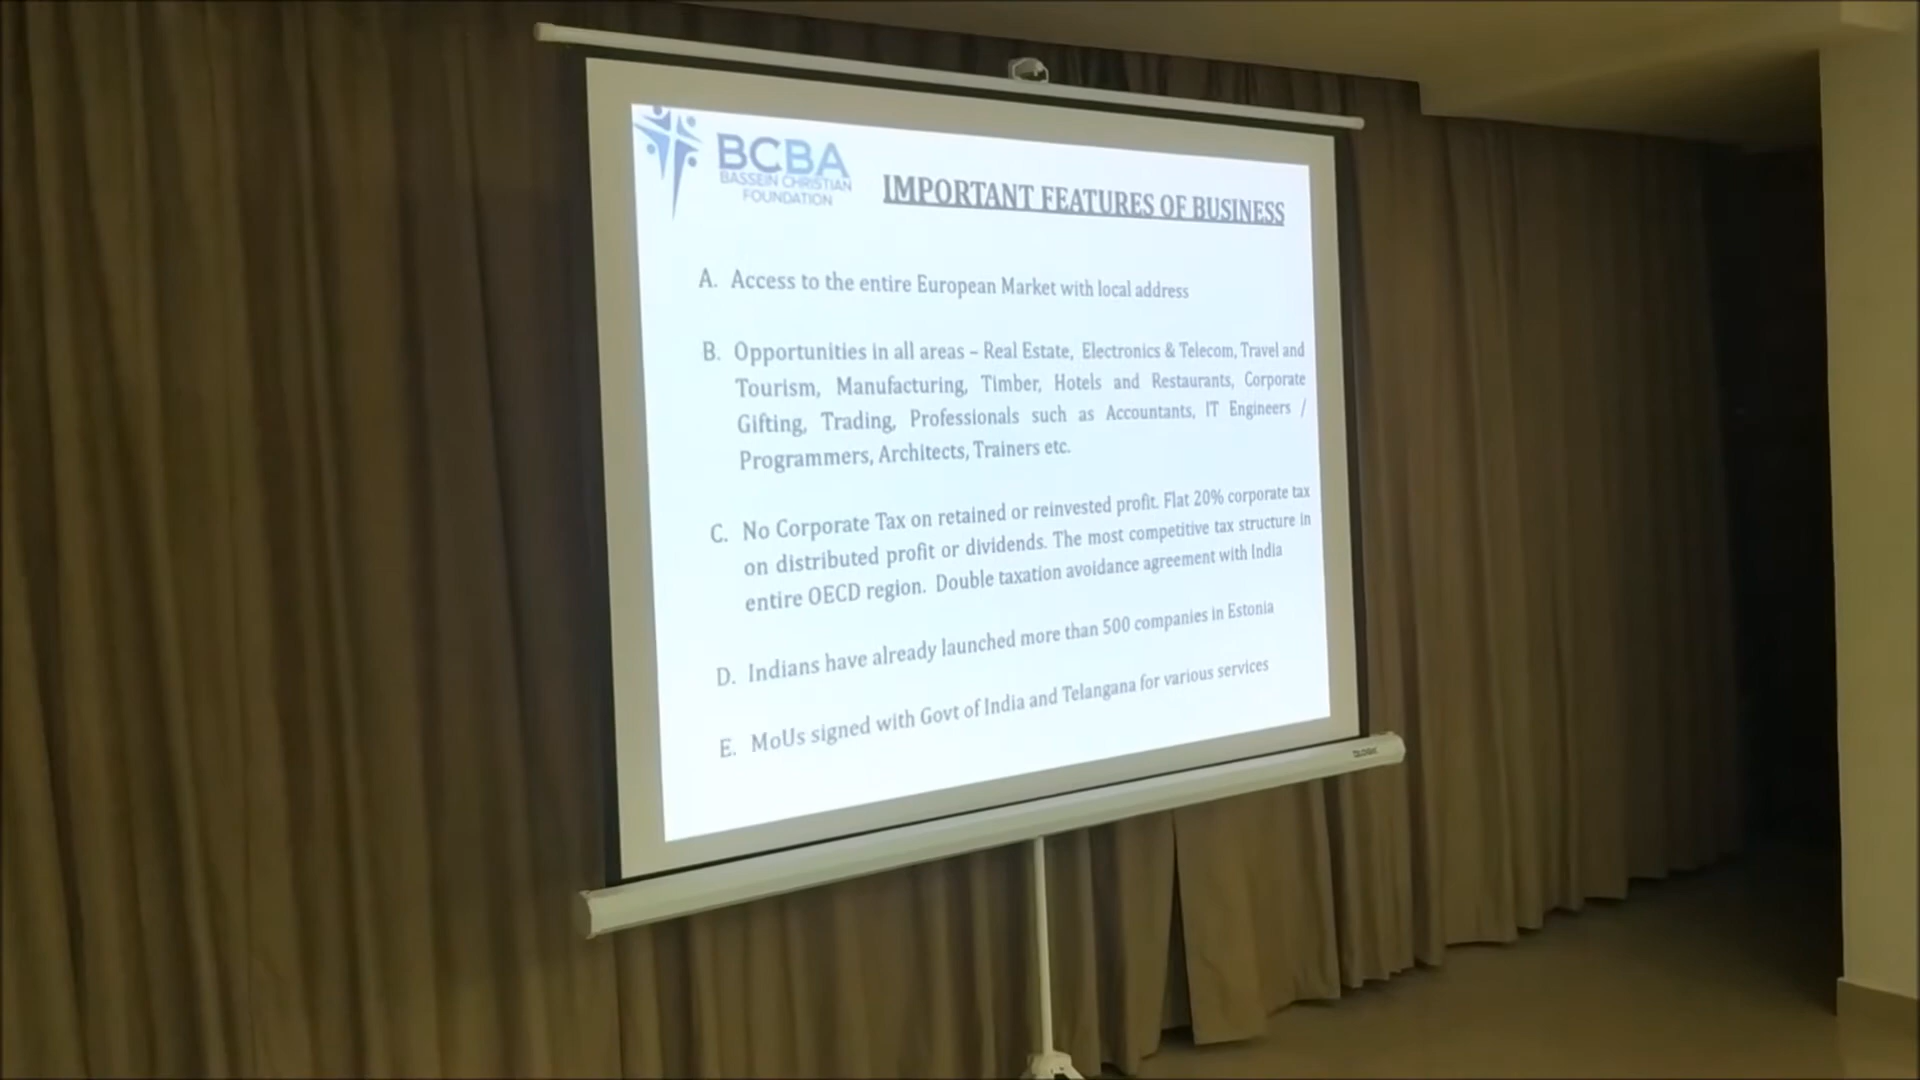 BCBA
BASSEIN CHRISTIAN
FOUNDATION
IMPORTANT FEATURES OF BUSINESS
A. Access to the entire European Market with local address
B. Opportunities in all areas – Real Estate, Electronics & Telecom, Travel and
Tourism, Manufacturing, Timber, Hotels and Restaurants, Corporate
Gifting, Trading, Professionals such as Accountants, IT Engineers /
Programmers, Architects, Trainers etc.
C. No Corporate Tax on retained or reinvested profit. Flat 20% corporate tax
on distributed profit or dividends. The most competitive tax structure in
entire OECD region. Double taxation avoidance agreement with India
D. Indians have already launched more than 500 companies in Estonia
E. MoUs signed with Govt of India and Telangana for various services